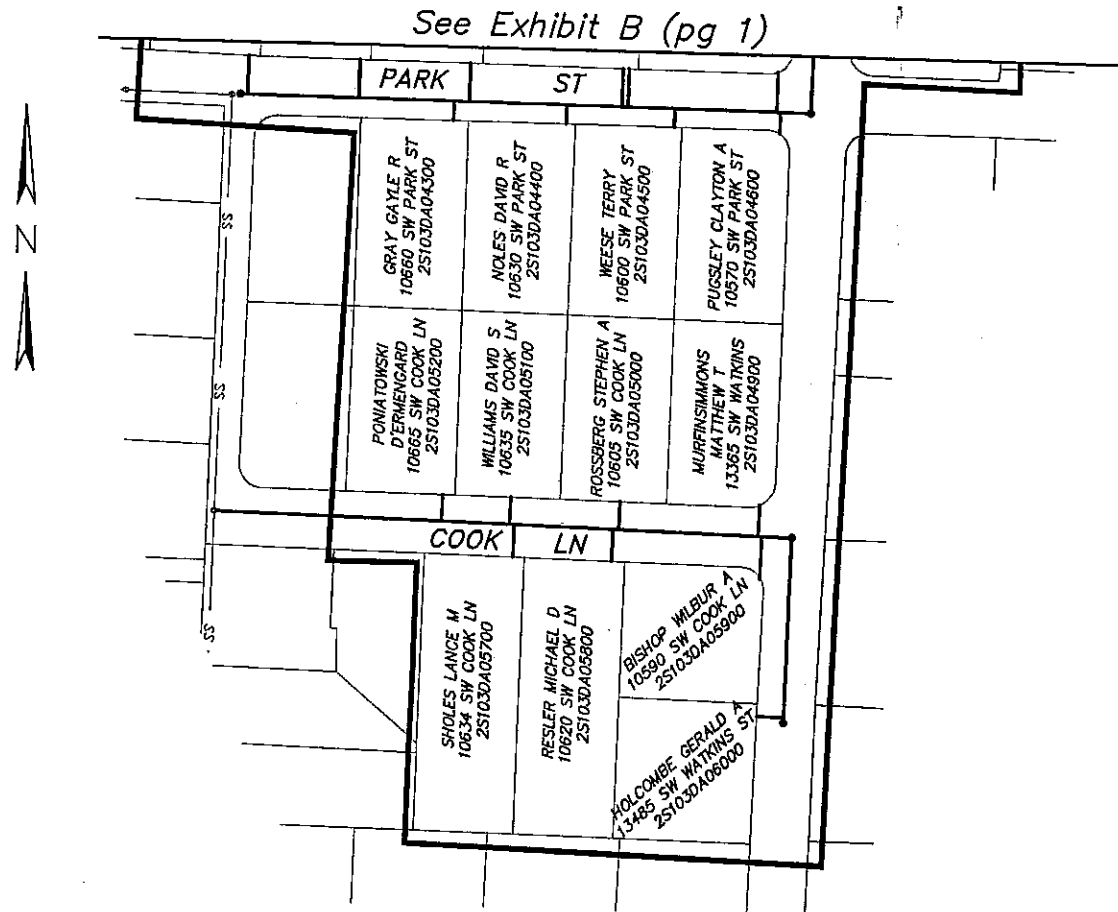 See Exhibit B (pg 1)
PARK ST
N
GRAY GAYLE R
10660 SW PARK ST
2S103DA04300
NOLES DAVID R
10630 SW PARK ST
2S103DA04400
WEESE TERRY
10600 SW PARK ST
2S103DA04500
PUGSLEY CLAYTON A
10570 SW PARK ST
2S103DA04600
SS
SS
SS
PONIATOWSKI
D'ERMENGARD
10665 SW COOK LN
2S103DA05200
WILLIAMS DAVID S
10635 SW COOK LN
2S103DA05100
ROSSBERG STEPHEN A
10605 SW COOK LN
2S103DA05000
MURFINSIMMONS
MATTHEW T
13365 SW WATKINS
2S103DA04900
COOK LN
SHOLES LANCE M
10634 SW COOK LN
2S103DA05700
RESLER MICHAEL D
10620 SW COOK LN
2S103DA05800
BISHOP WILBUR A
10590 SW COOK LN
2S103DA05900
HOLCOMBE GERALD A
13485 SW WATKINS ST
2S103DA06000